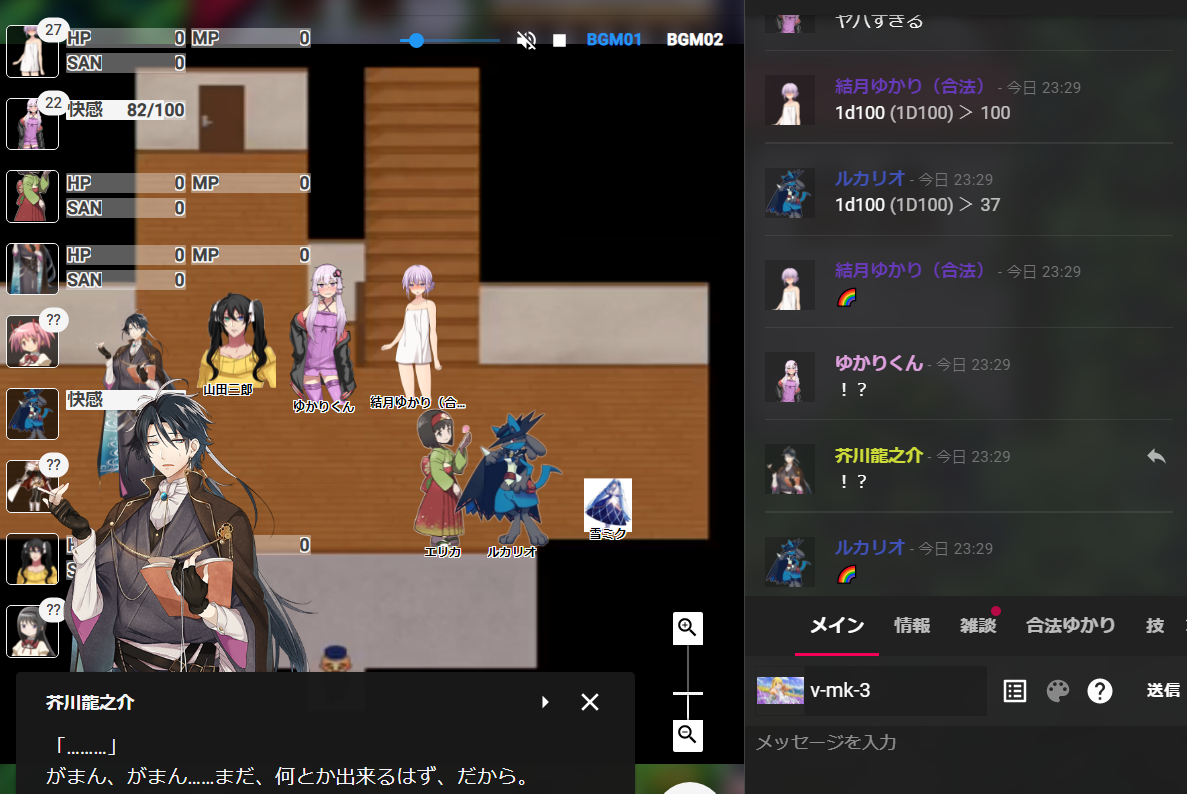 27
HP 0 MP 0
SAN 0
22
快感 82/100
HP 0 MP 0
SAN 0
HP 0 MP 0
SAN 0
??
快感
??
0
??
BGM01 BGM02
山田三郎
ゆかりくん
結月ゆかり（合...
エリカ
ルカリオ
雪ミク
芥川龍之介
「………」
がまん、がまん……まだ、何とか出来るはず、だから。
ヤバすぎる
結月ゆかり（合法） - 今日 23:29
1d100 (1D100) ＞ 100
ルカリオ - 今日 23:29
1d100 (1D100) ＞ 37
結月ゆかり（合法） - 今日 23:29
🌈
ゆかりくん - 今日 23:29
！？
芥川龍之介 - 今日 23:29
！？
ルカリオ - 今日 23:29
🌈
メイン 情報 雑談 合法ゆかり 技
v-mk-3 送信
メッセージを入力